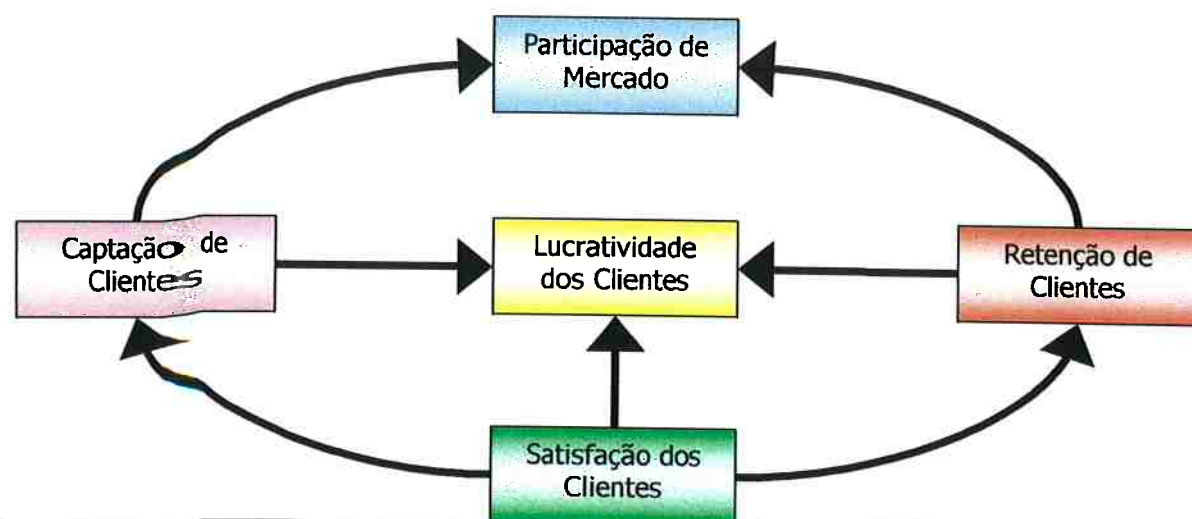 Participação de
Mercado
Captação de
Clientes
Lucratividade
dos Clientes
Retenção de
Clientes
Satisfação dos
Clientes